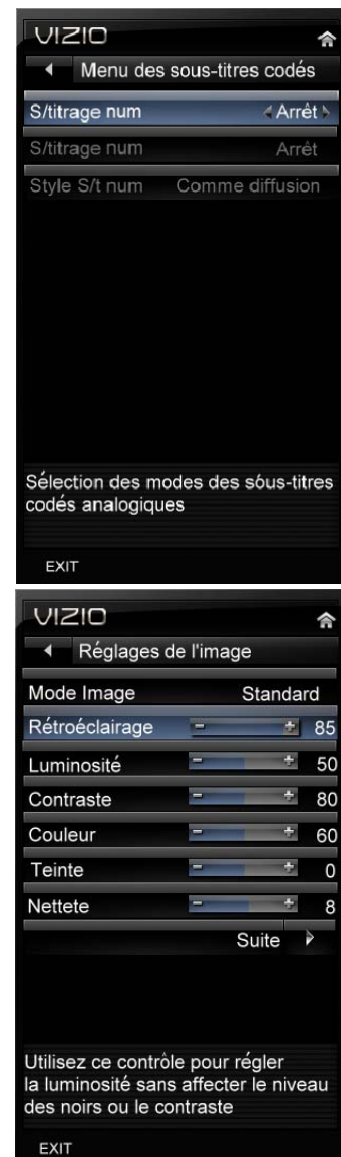 VIZIO
Menu des sous-titres codés
S/titrage num Arrêt
S/titrage num Arrêt
Style S/t num Comme diffusion
Sélection des modes des sóus-titres
codés analogiques
EXIT
VIZIO
Réglages de l'image
Mode Image Standard
Rétroéclairage - + 85
Luminosité - + 50
Contraste - + 80
Couleur - + 60
Teinte - + 0
Nettete - + 8
Suite
Utilisez ce contrôle pour régler
la luminosité sans affecter le niveau
des noirs ou le contraste
EXIT